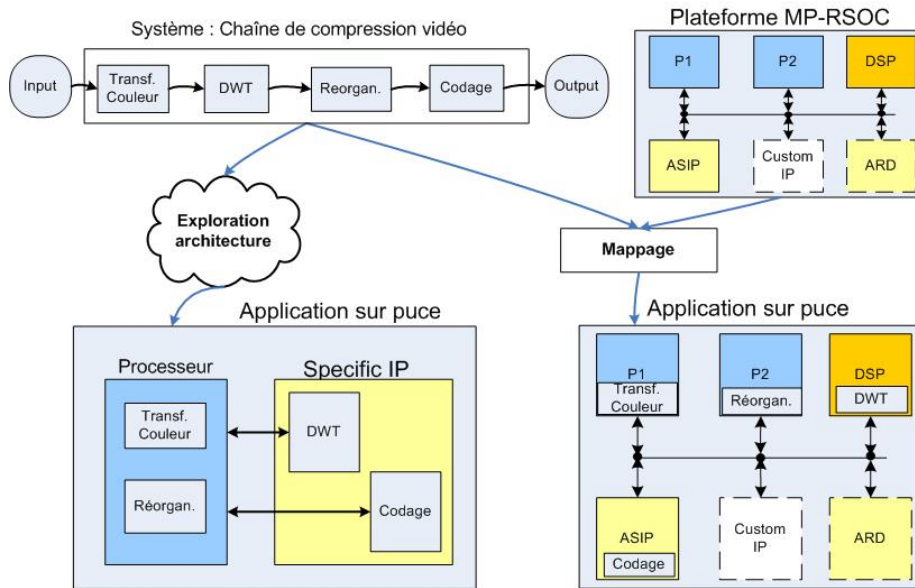 Système : Chaîne de compression vidéo
Input
Transf.
Couleur
DWT
Reorgan.
Codage
Output
Plateforme MP-RSOC
P1
P2
DSP
ASIP
Custom
IP
ARD
Exploration
architecture
Mappage
Application sur puce
Processeur
Specific IP
Transf.
Couleur
DWT
Réorgan.
Codage
Application sur puce
P1
Transf.
Couleur
P2
Réorgan.
DSP
DWT
ASIP
Codage
Custom
IP
ARD